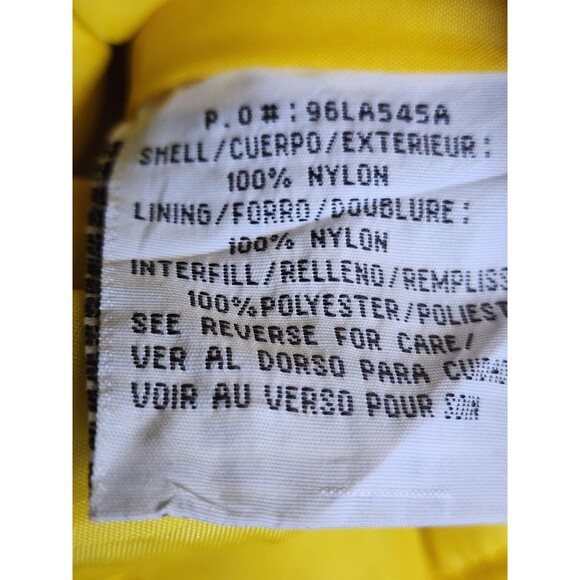 P.O#: 96LA545A
SHELL/CUERPO/EXTERIEUR:
100% NYLON
LINING/FORRO/DOUBLURE:
100% NYLON
INTERFILL/RELLENO/REMPLISS
100%POLYESTER/POLIEST
SEE REVERSE FOR CARE/
VER AL DORSO PARA CUIDAD
VOIR AU VERSO POUR SOIN